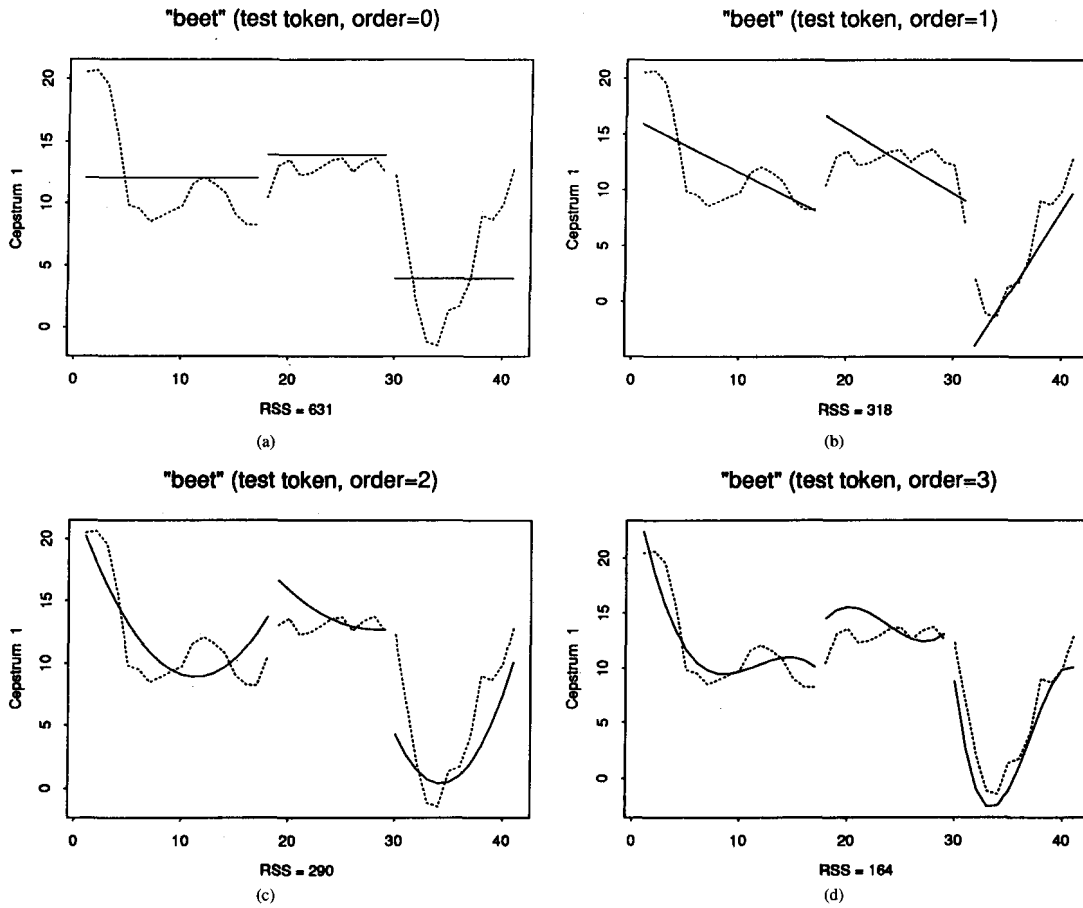 "beet" (test token, order=0)
Cepstrum 1
20
15
10
5
0
0 10 20 30 40
RSS = 631
(a)
"beet" (test token, order=1)
Cepstrum 1
20
15
10
5
0
0 10 20 30 40
RSS = 318
(b)
"beet" (test token, order=2)
Cepstrum 1
20
15
10
5
0
0 10 20 30 40
RSS = 290
(c)
"beet" (test token, order=3)
Cepstrum 1
20
15
10
5
0
0 10 20 30 40
RSS = 164
(d)